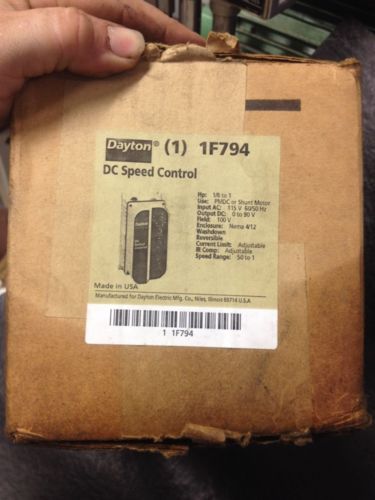 Dayton® (1) 1F794
DC Speed Control
Hp: 1/6 to 1
Use: PMDC or Shunt Motor
Input AC: 115 V 60/50 Hz
Output DC: 0 to 90 V
Field: 100 V
Enclosure: Nema 4/12
Washdown
Reversible
Current Limit: Adjustable
IR Comp: Adjustable
Speed Range: 50 to 1
Dayton
Made in USA
Manufactured for Dayton Electric Mfg. Co., Niles, Illinois 60714 U.S.A
1 1F794